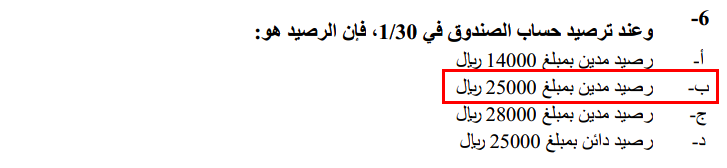 6-
وعند ترصيد حساب الصندوق في 1/30، فإن الرصيد هو:
أ- رصيد مدين بمبلغ 14000 ريال
ب- رصيد مدين بمبلغ 25000 ريال
ج- رصيد مدين بمبلغ 28000 ريال
د- رصيد دائن بمبلغ 25000 ريال